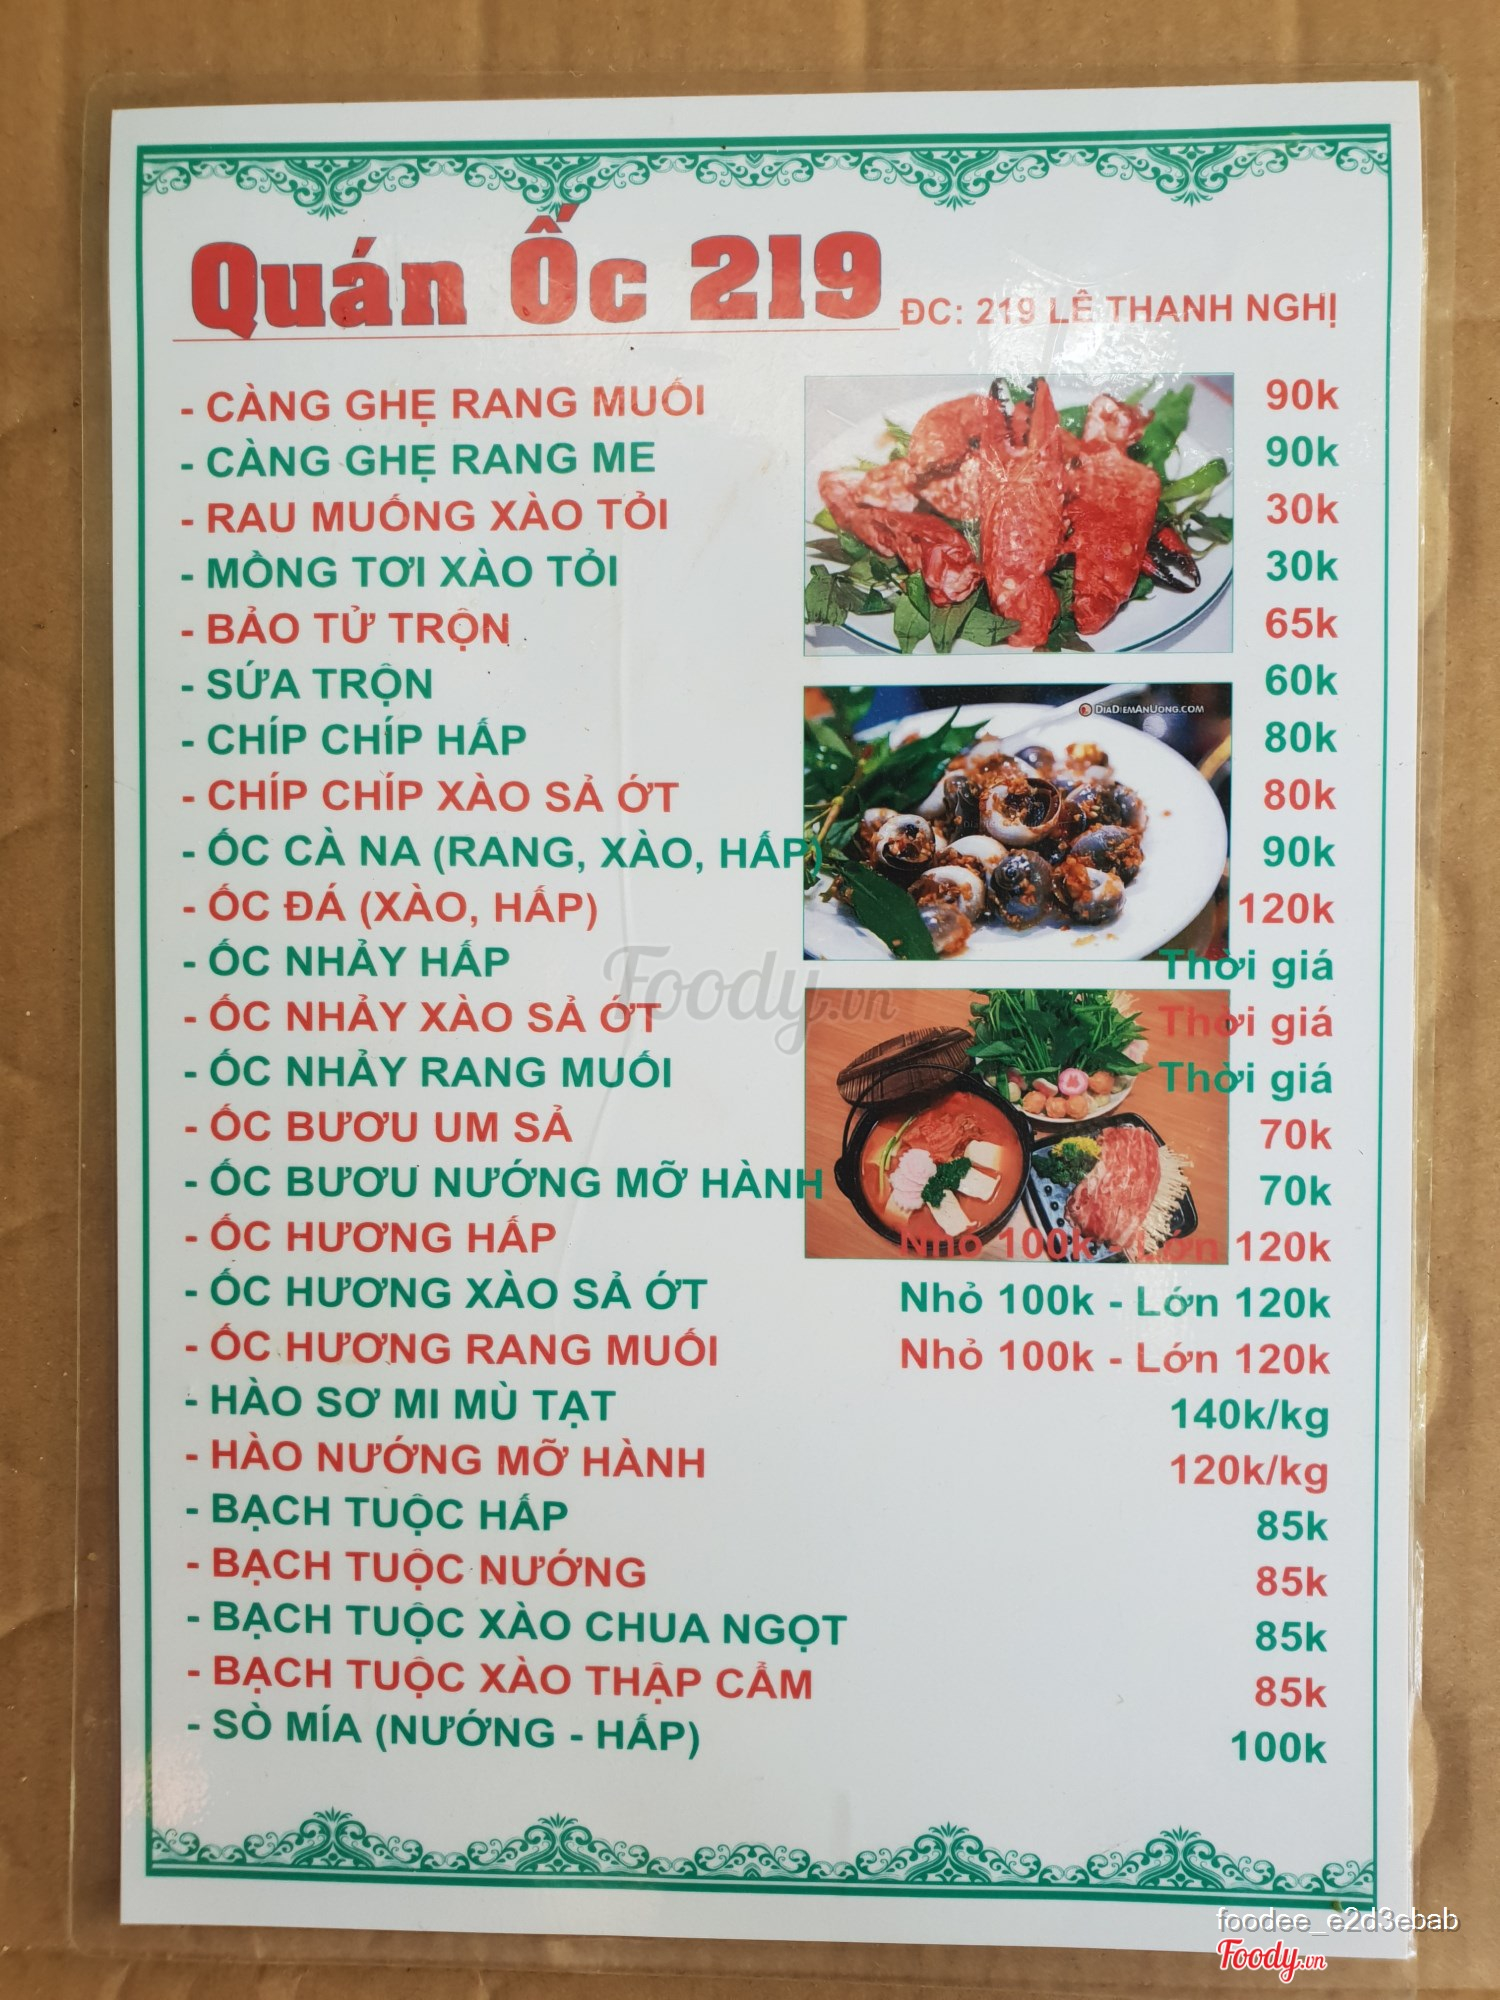 Quán Ốc 219 ĐC: 219 LÊ THANH NGHỊ
- CÀNG GHẸ RANG MUỐI 90k
- CÀNG GHẸ RANG ME 90k
- RAU MUỐNG XÀO TỎI 30k
- MỒNG TƠI XÀO TỎI 30k
- BẢO TỬ TRỘN 65k
- SỨA TRỘN 60k
DIADIEMANUONG.COM
- CHÍP CHÍP HẤP 80k
- CHÍP CHÍP XÀO SẢ ỚT 80k
- ỐC CÀ NA (RANG, XÀO, HẤP) 90k
- ỐC ĐÁ (XÀO, HẤP) 120k
- ỐC NHẢY HẤP Thời giá
Foody.vn
- ỐC NHẢY XÀO SẢ ỚT Thời giá
- ỐC NHẢY RANG MUỐI Thời giá
- ỐC BƯƠU UM SẢ 70k
- ỐC BƯƠU NƯỚNG MỠ HÀNH 70k
- ỐC HƯƠNG HẤP Nhỏ 100k - Lớn 120k
- ỐC HƯƠNG XÀO SẢ ỚT Nhỏ 100k - Lớn 120k
- ỐC HƯƠNG RANG MUỐI Nhỏ 100k - Lớn 120k
- HÀO SƠ MI MÙ TẠT 140k/kg
- HÀO NƯỚNG MỠ HÀNH 120k/kg
- BẠCH TUỘC HẤP 85k
- BẠCH TUỘC NƯỚNG 85k
- BẠCH TUỘC XÀO CHUA NGỌT 85k
- BẠCH TUỘC XÀO THẬP CẨM 85k
- SÒ MÍA (NƯỚNG - HẤP) 100k
foodee_e2d3ebab
Foody.vn